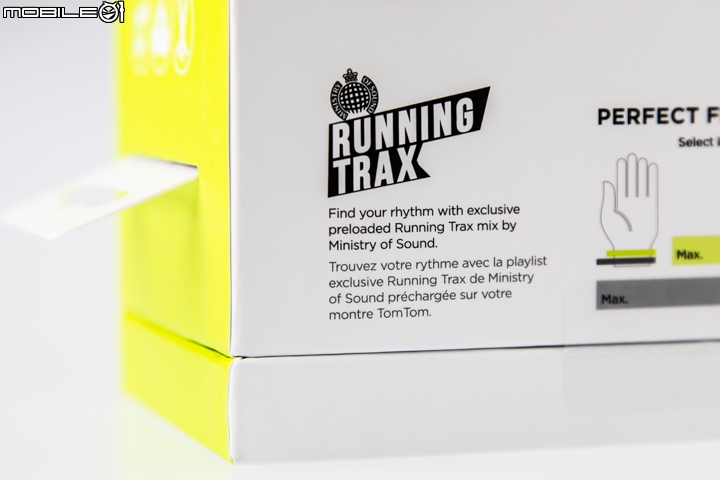 MOBILE01
MINISTRY OF SOUND
RUNNING
TRAX
Find your rhythm with exclusive
preloaded Running Trax mix by
Ministry of Sound.
Trouvez votre rythme avec la playlist
exclusive Running Trax de Ministry
of Sound préchargée sur votre
montre TomTom.
PERFECT
Select
Max.
Max.